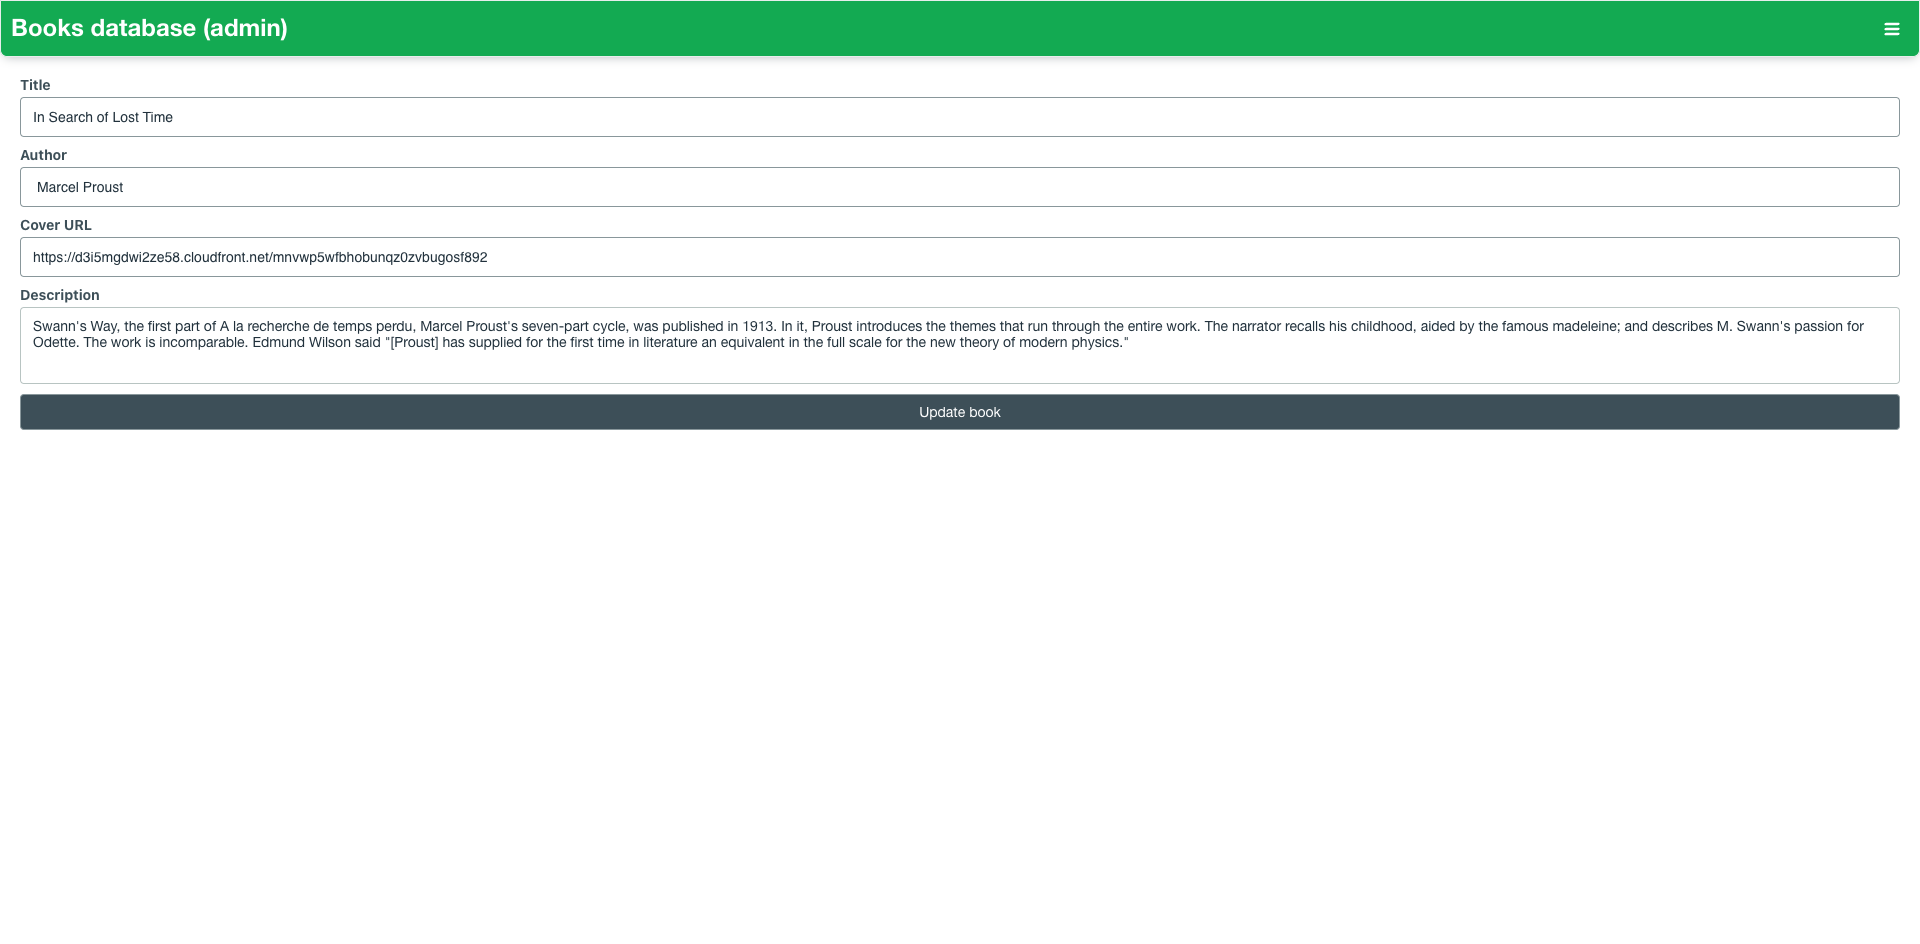 Books database (admin)
Title
In Search of Lost Time
Author
Marcel Proust
Cover URL
https://d3i5mgdwi2ze58.cloudfront.net/mnvwp5wfbhobunqz0zvbugosf892
Description
Swann's Way, the first part of A la recherche de temps perdu, Marcel Proust's seven-part cycle, was published in 1913. In it, Proust introduces the themes that run through the entire work. The narrator recalls his childhood, aided by the famous madeleine; and describes M. Swann's passion for
Odette. The work is incomparable. Edmund Wilson said "[Proust] has supplied for the first time in literature an equivalent in the full scale for the new theory of modern physics."
Update book